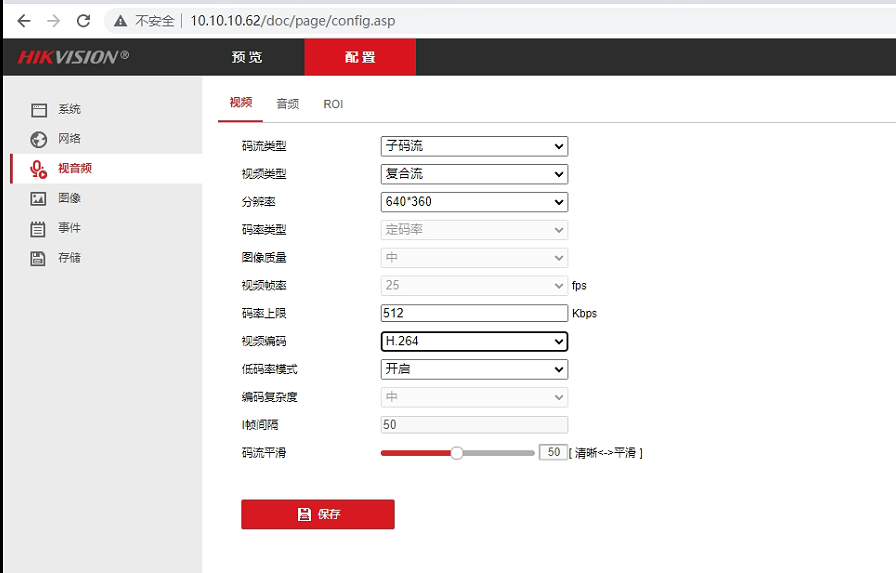 不安全 | 10.10.10.62/doc/page/config.asp
HIKVISION® 预览 配置
系统
网络
视音频
图像
事件
存储
视频 音频 ROI
码流类型 子码流
视频类型 复合流
分辨率 640*360
码率类型 定码率
图像质量 中
视频帧率 25 fps
码率上限 512 Kbps
视频编码 H.264
低码率模式 开启
编码复杂度 中
I帧间隔 50
码流平滑 50 [ 清晰<->平滑 ]
保存